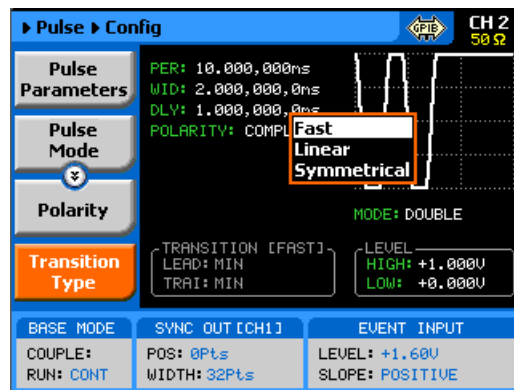 Pulse Config
GPIB
CH 2
50 Ω
Pulse Parameters
Pulse Mode
Polarity
Transition Type
PER: 10.000,000ns
WID: 2.000,000,0ns
DLY: 1.000,000,0ns
POLARITY: COMPL
Fast
Linear
Symmetrical
MODE: DOUBLE
TRANSITION [FAST]
LEAD: MIN
TRAI: MIN
LEVEL
HIGH: +1.000V
LOW: +0.000V
BASE MODE
COUPLE:
RUN: CONT
SYNC OUT [CH1]
POS: 0Pts
WIDTH: 32Pts
EVENT INPUT
LEVEL: +1.60V
SLOPE: POSITIVE